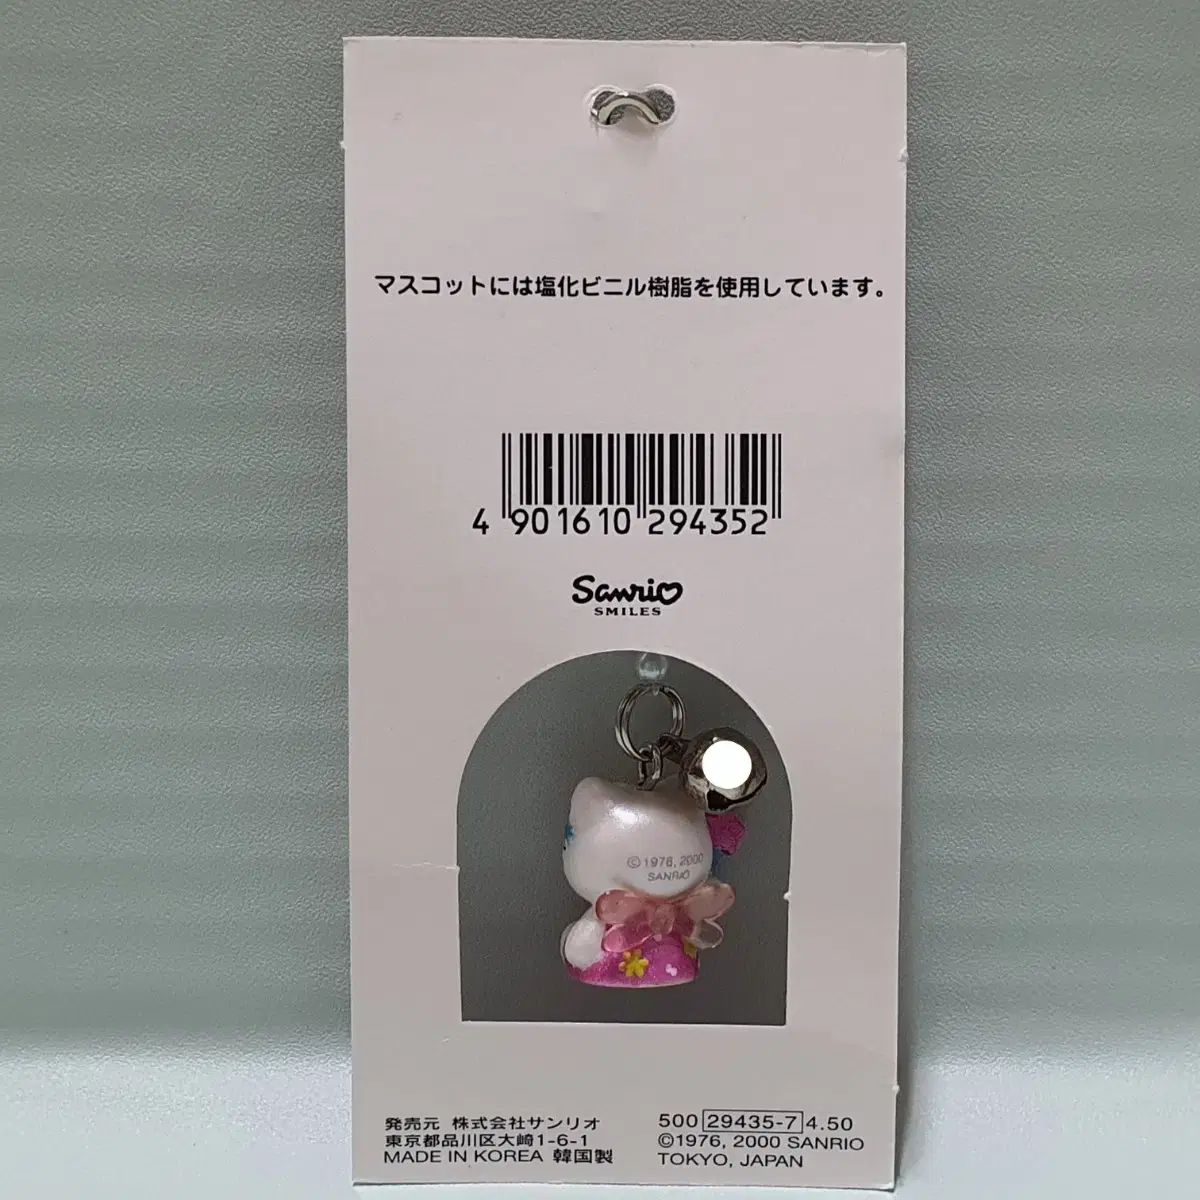 マスコットには塩化ビニル樹脂を使用しています。
4 901610 294352
Sanrio
SMILES
©1976, 2000
SANRIO
発売元 株式会社サンリオ
東京都品川区大崎1-6-1
MADE IN KOREA 韓国製
500 29435-7 4.50
©1976, 2000 SANRIO
TOKYO, JAPAN